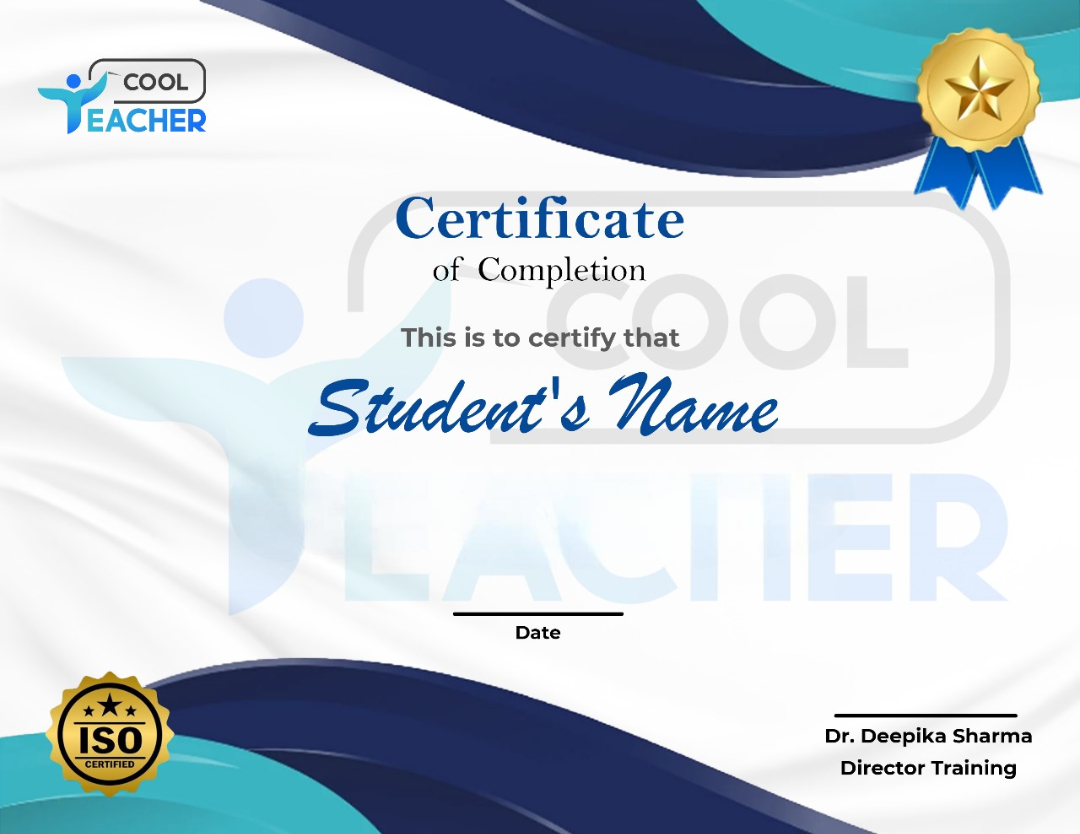 COOL
TEACHER
Certificate
of Completion
This is to certify that
COOL
Student's Name
TEACHER
Date
ISO
CERTIFIED
Dr. Deepika Sharma
Director Training